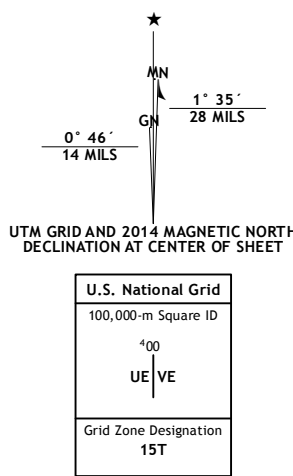 ★
MN
GN
1° 35´
28 MILS
0° 46´
14 MILS
UTM GRID AND 2014 MAGNETIC NORTH
DECLINATION AT CENTER OF SHEET
U.S. National Grid
100,000-m Square ID
⁴00
UE VE
Grid Zone Designation
15T